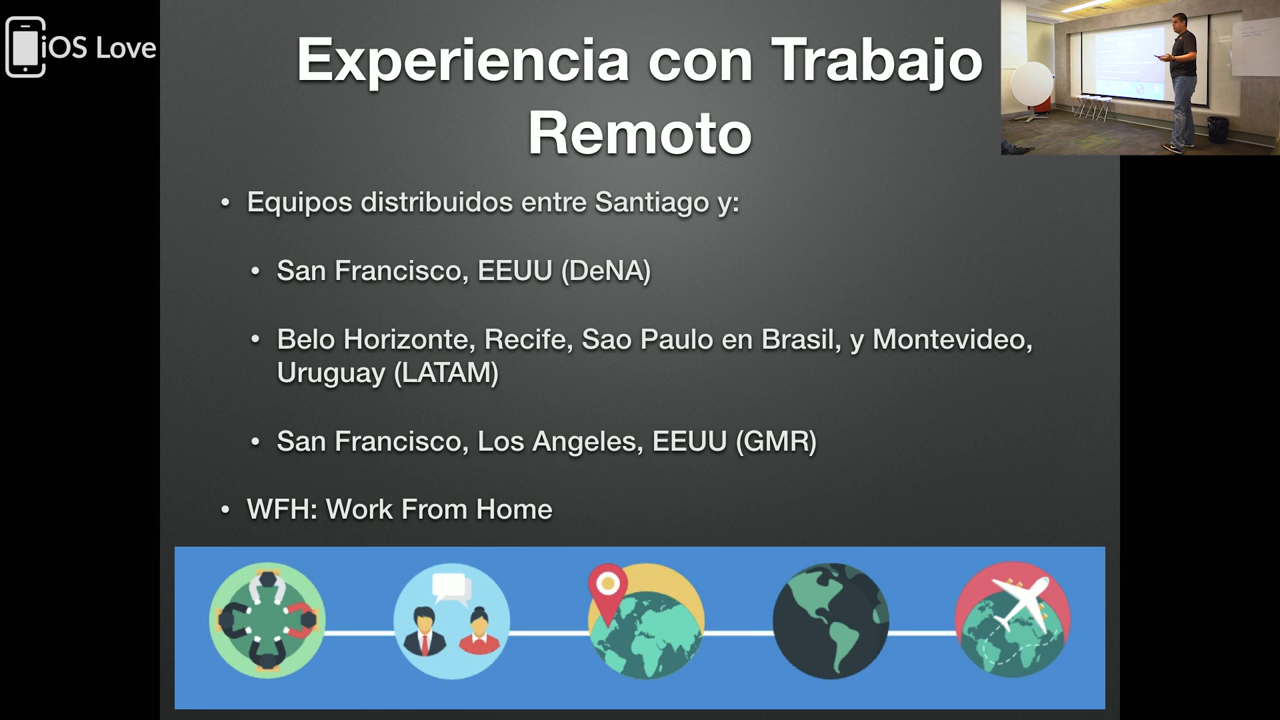 iOS Love
Experiencia con Trabajo
Remoto
• Equipos distribuidos entre Santiago y:
• San Francisco, EEUU (DeNA)
• Belo Horizonte, Recife, Sao Paulo en Brasil, y Montevideo,
Uruguay (LATAM)
• San Francisco, Los Angeles, EEUU (GMR)
• WFH: Work From Home